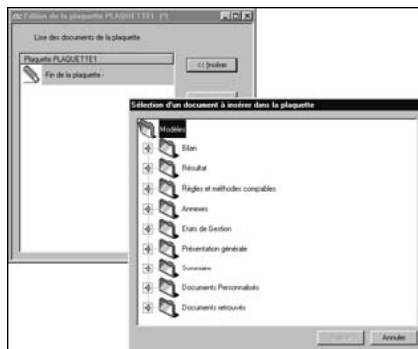 Edition de la plaquette PLAQUETTE1 (*)
Liste des documents de la plaquette
Plaquette PLAQUETTE1
Fin de la plaquette -
<< Insérer
Sélection d'un document à insérer dans la plaquette
Modèles
Bilan
Résultat
Règles et méthodes comptables
Annexes
Etats de Gestion
Présentation générale
Sommaire
Documents Personnalisés
Documents retrouvés
Annuler